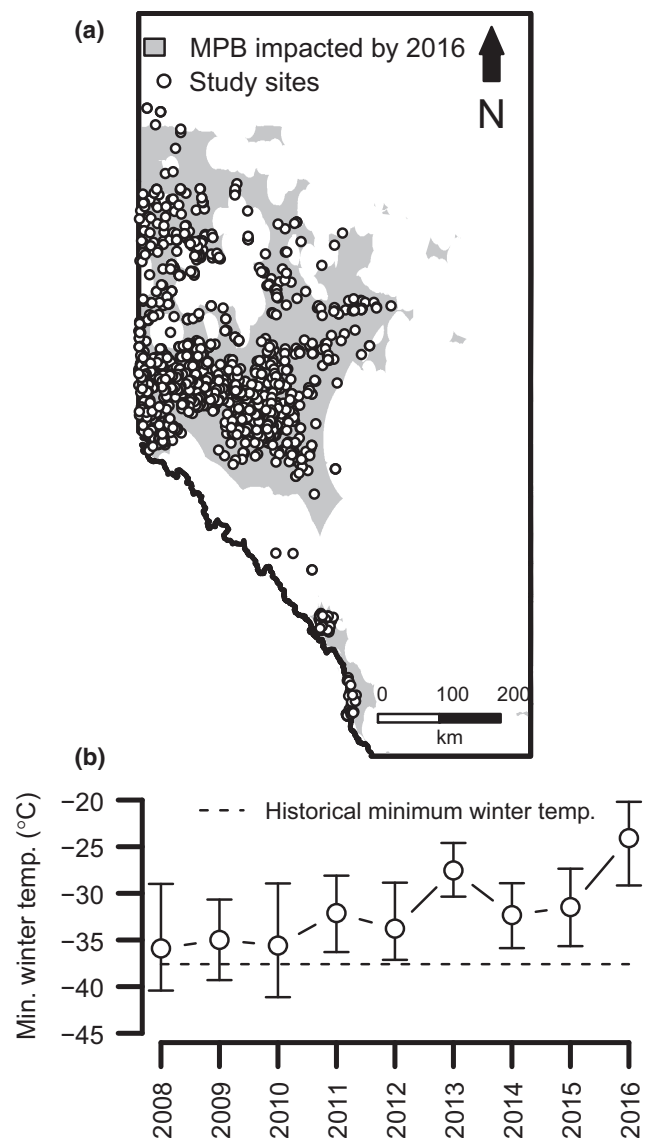 (a)
MPB impacted by 2016
Study sites
N
0 100 200
km
(b)
Min. winter temp. (°C)
−20
−25
−30
−35
−40
−45
Historical minimum winter temp.
2008 2009 2010 2011 2012 2013 2014 2015 2016